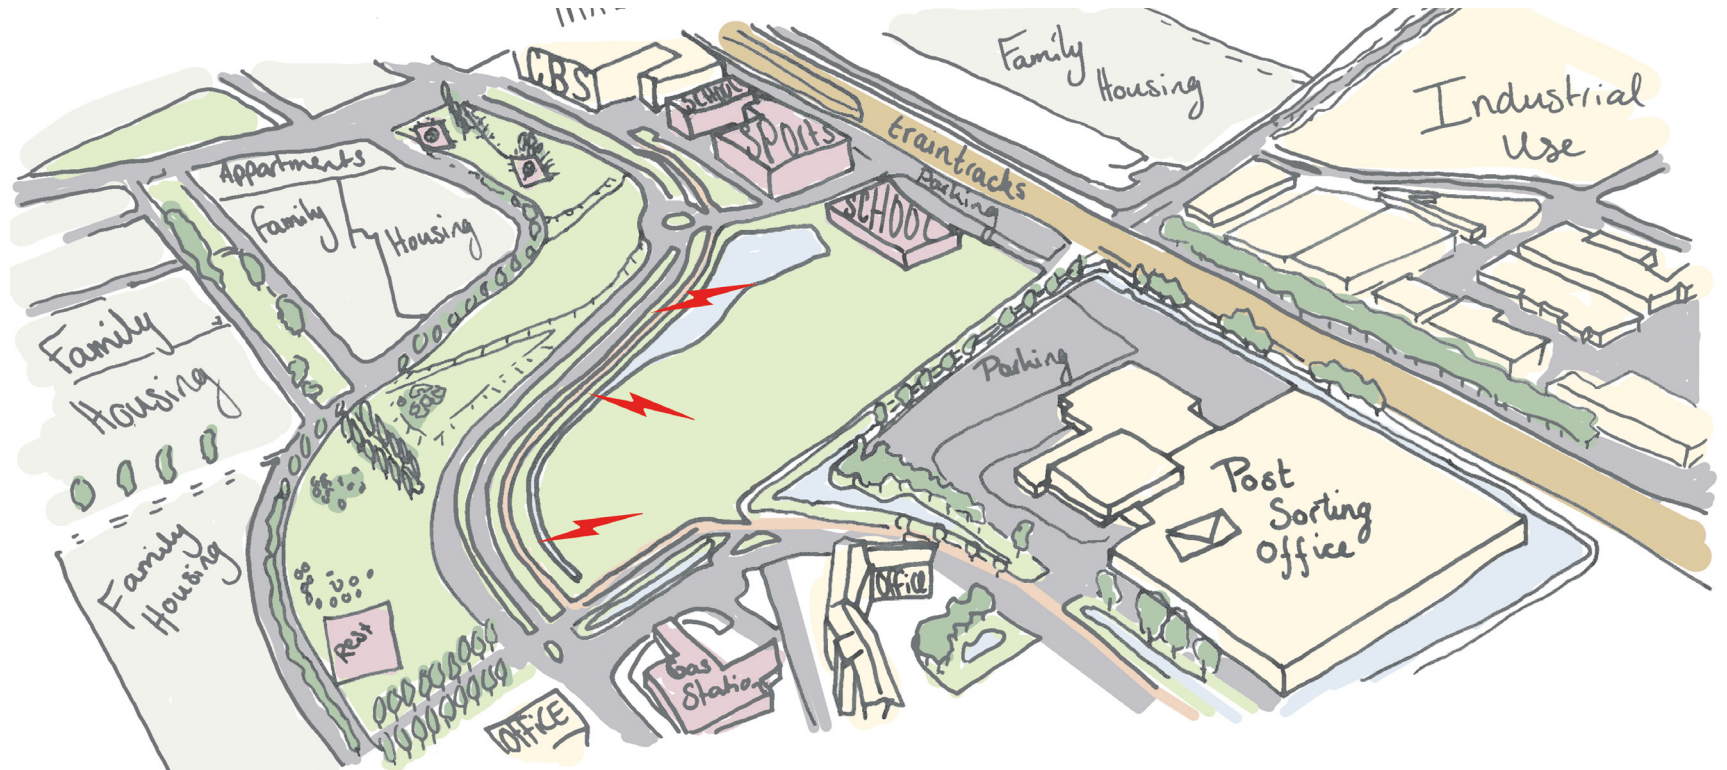 MBS
SCHOOL
SPORTS
Family
Housing
Industrial
Use
traintracks
Parking
SCHOOL
Appartments
Family
Housing
Family
Housing
Parking
Post
Sorting
Office
Family
Housing
Rest
OFFICE
Gas
Station
OFFICE